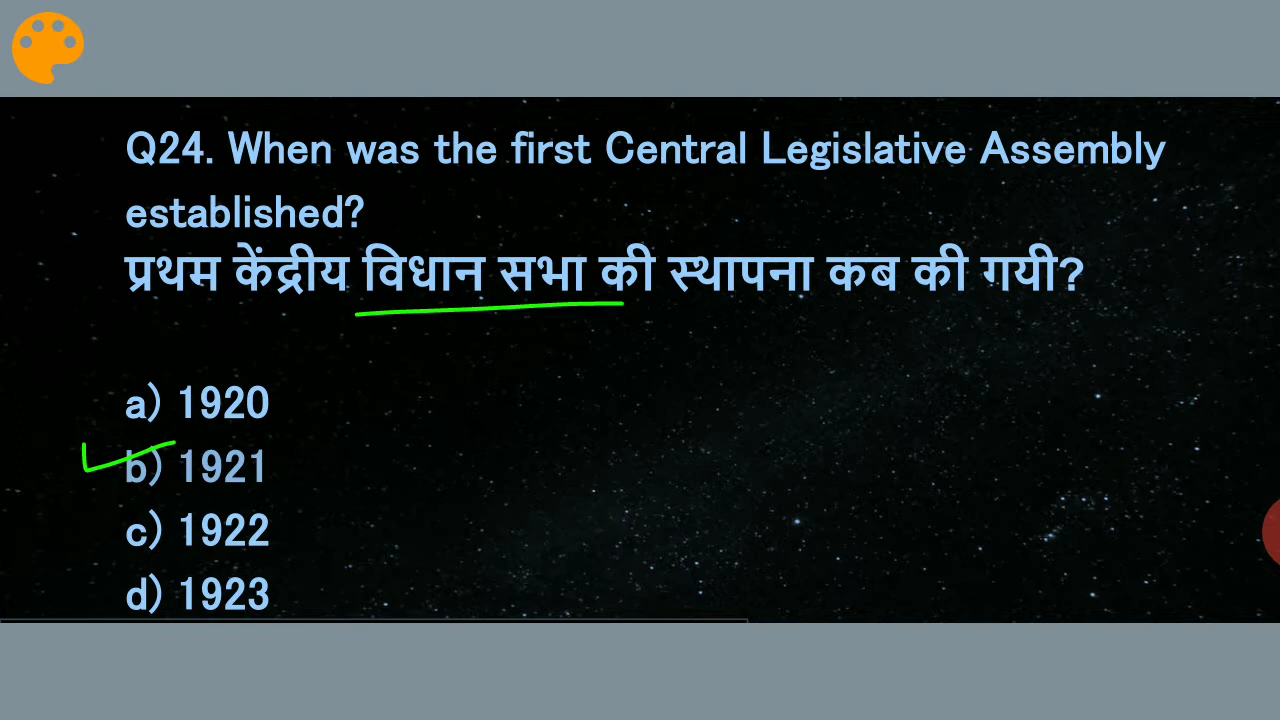 Q24. When was the first Central Legislative Assembly
established?
प्रथम केंद्रीय विधान सभा की स्थापना कब की गयी?
a) 1920
b) 1921
c) 1922
d) 1923